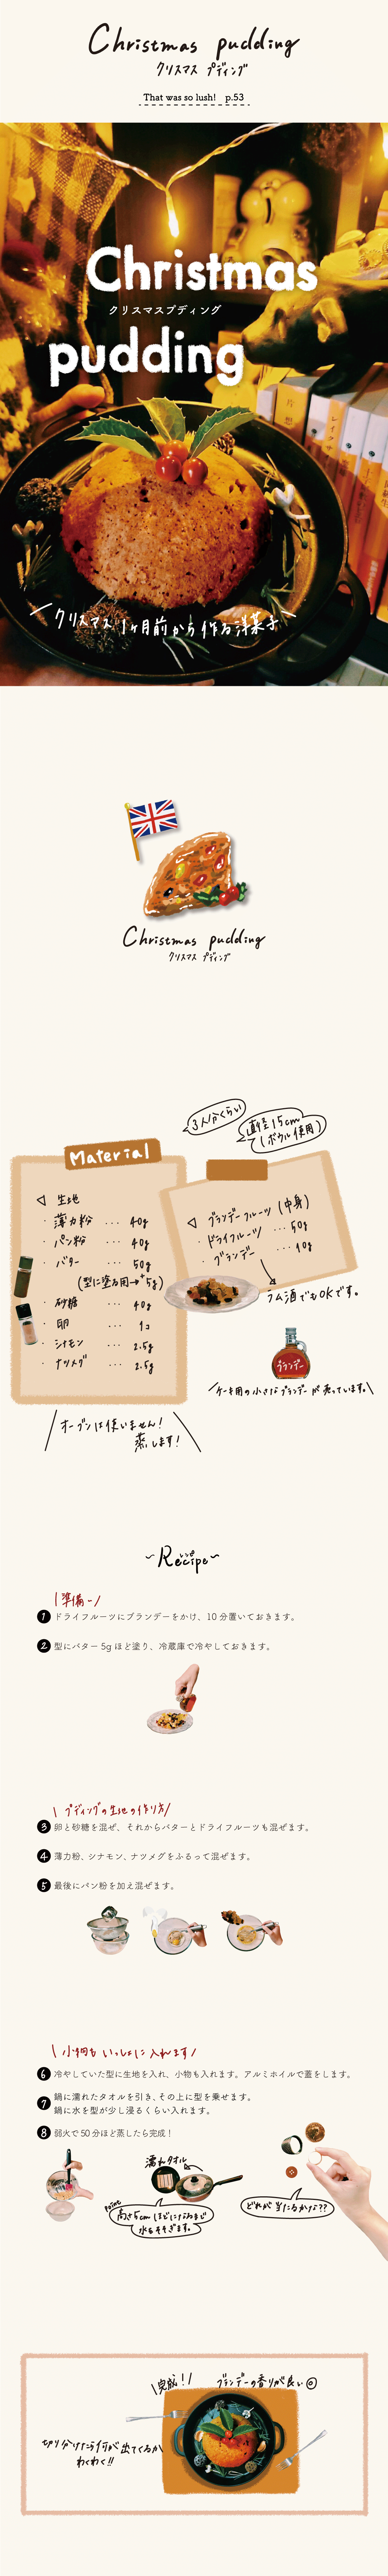 Christmas pudding
クリスマス プディング
That was so lush! p.53
Christmas
クリスマスプディング
pudding
クリスマス 1ヶ月前から作る洋菓子
Christmas pudding
クリスマス プディング
3人分くらい
直径15cm
(ボウル使用)
Material
◁ 生地
・薄力粉 … 40g
・パン粉 … 40g
・バター … 50g
(型に塗る用→+5g)
・砂糖 … 40g
・卵 … 1コ
・シナモン … 2.5g
・ナツメグ … 2.5g
◁ ブランデーフルーツ(中身)
・ドライフルーツ … 50g
・ブランデー … 10g
ラム酒でもOKです。
ブランデー
ケーキ用の小さなブランデーが売っています。
オーブンは使いません!
蒸します!
~Recipe~
レシピ
準備ー
1 ドライフルーツにブランデーをかけ、10分置いておきます。
2 型にバター 5g ほど塗り、冷蔵庫で冷やしておきます。
プディングの生地の作り方
3 卵と砂糖を混ぜ、それからバターとドライフルーツも混ぜます。
4 薄力粉、シナモン、ナツメグをふるって混ぜます。
5 最後にパン粉を加え混ぜます。
小物も いっしょに 入れます
6 冷やしていた型に生地を入れ、小物も入れます。アルミホイルで蓋をします。
7 鍋に濡れたタオルを引き、その上に型を乗せます。
鍋に水を型が少し浸るくらい入れます。
8 弱火で50分ほど蒸したら完成！
濡れタオル
point
高さ5cmほどになるまで
水をそそぎます。
どれが 当たるかな??
完成!!
ブランデーの香りが良い◎
切り分けたら何が出てくるか
わくわく!!